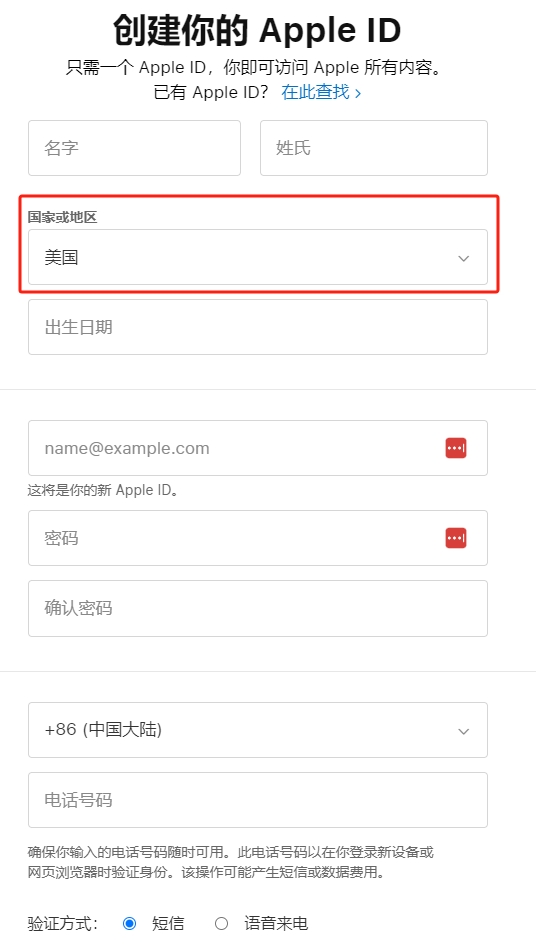 创建你的 Apple ID
只需一个 Apple ID，你即可访问 Apple 所有内容。
已有 Apple ID？ 在此查找 >
名字 姓氏
国家或地区
美国
出生日期
name@example.com
这将是你的新 Apple ID。
密码
确认密码
+86 (中国大陆)
电话号码
确保你输入的电话号码随时可用。此电话号码以在你登录新设备或
网页浏览器时验证身份。该操作可能产生短信或数据费用。
验证方式： 短信 语音来电